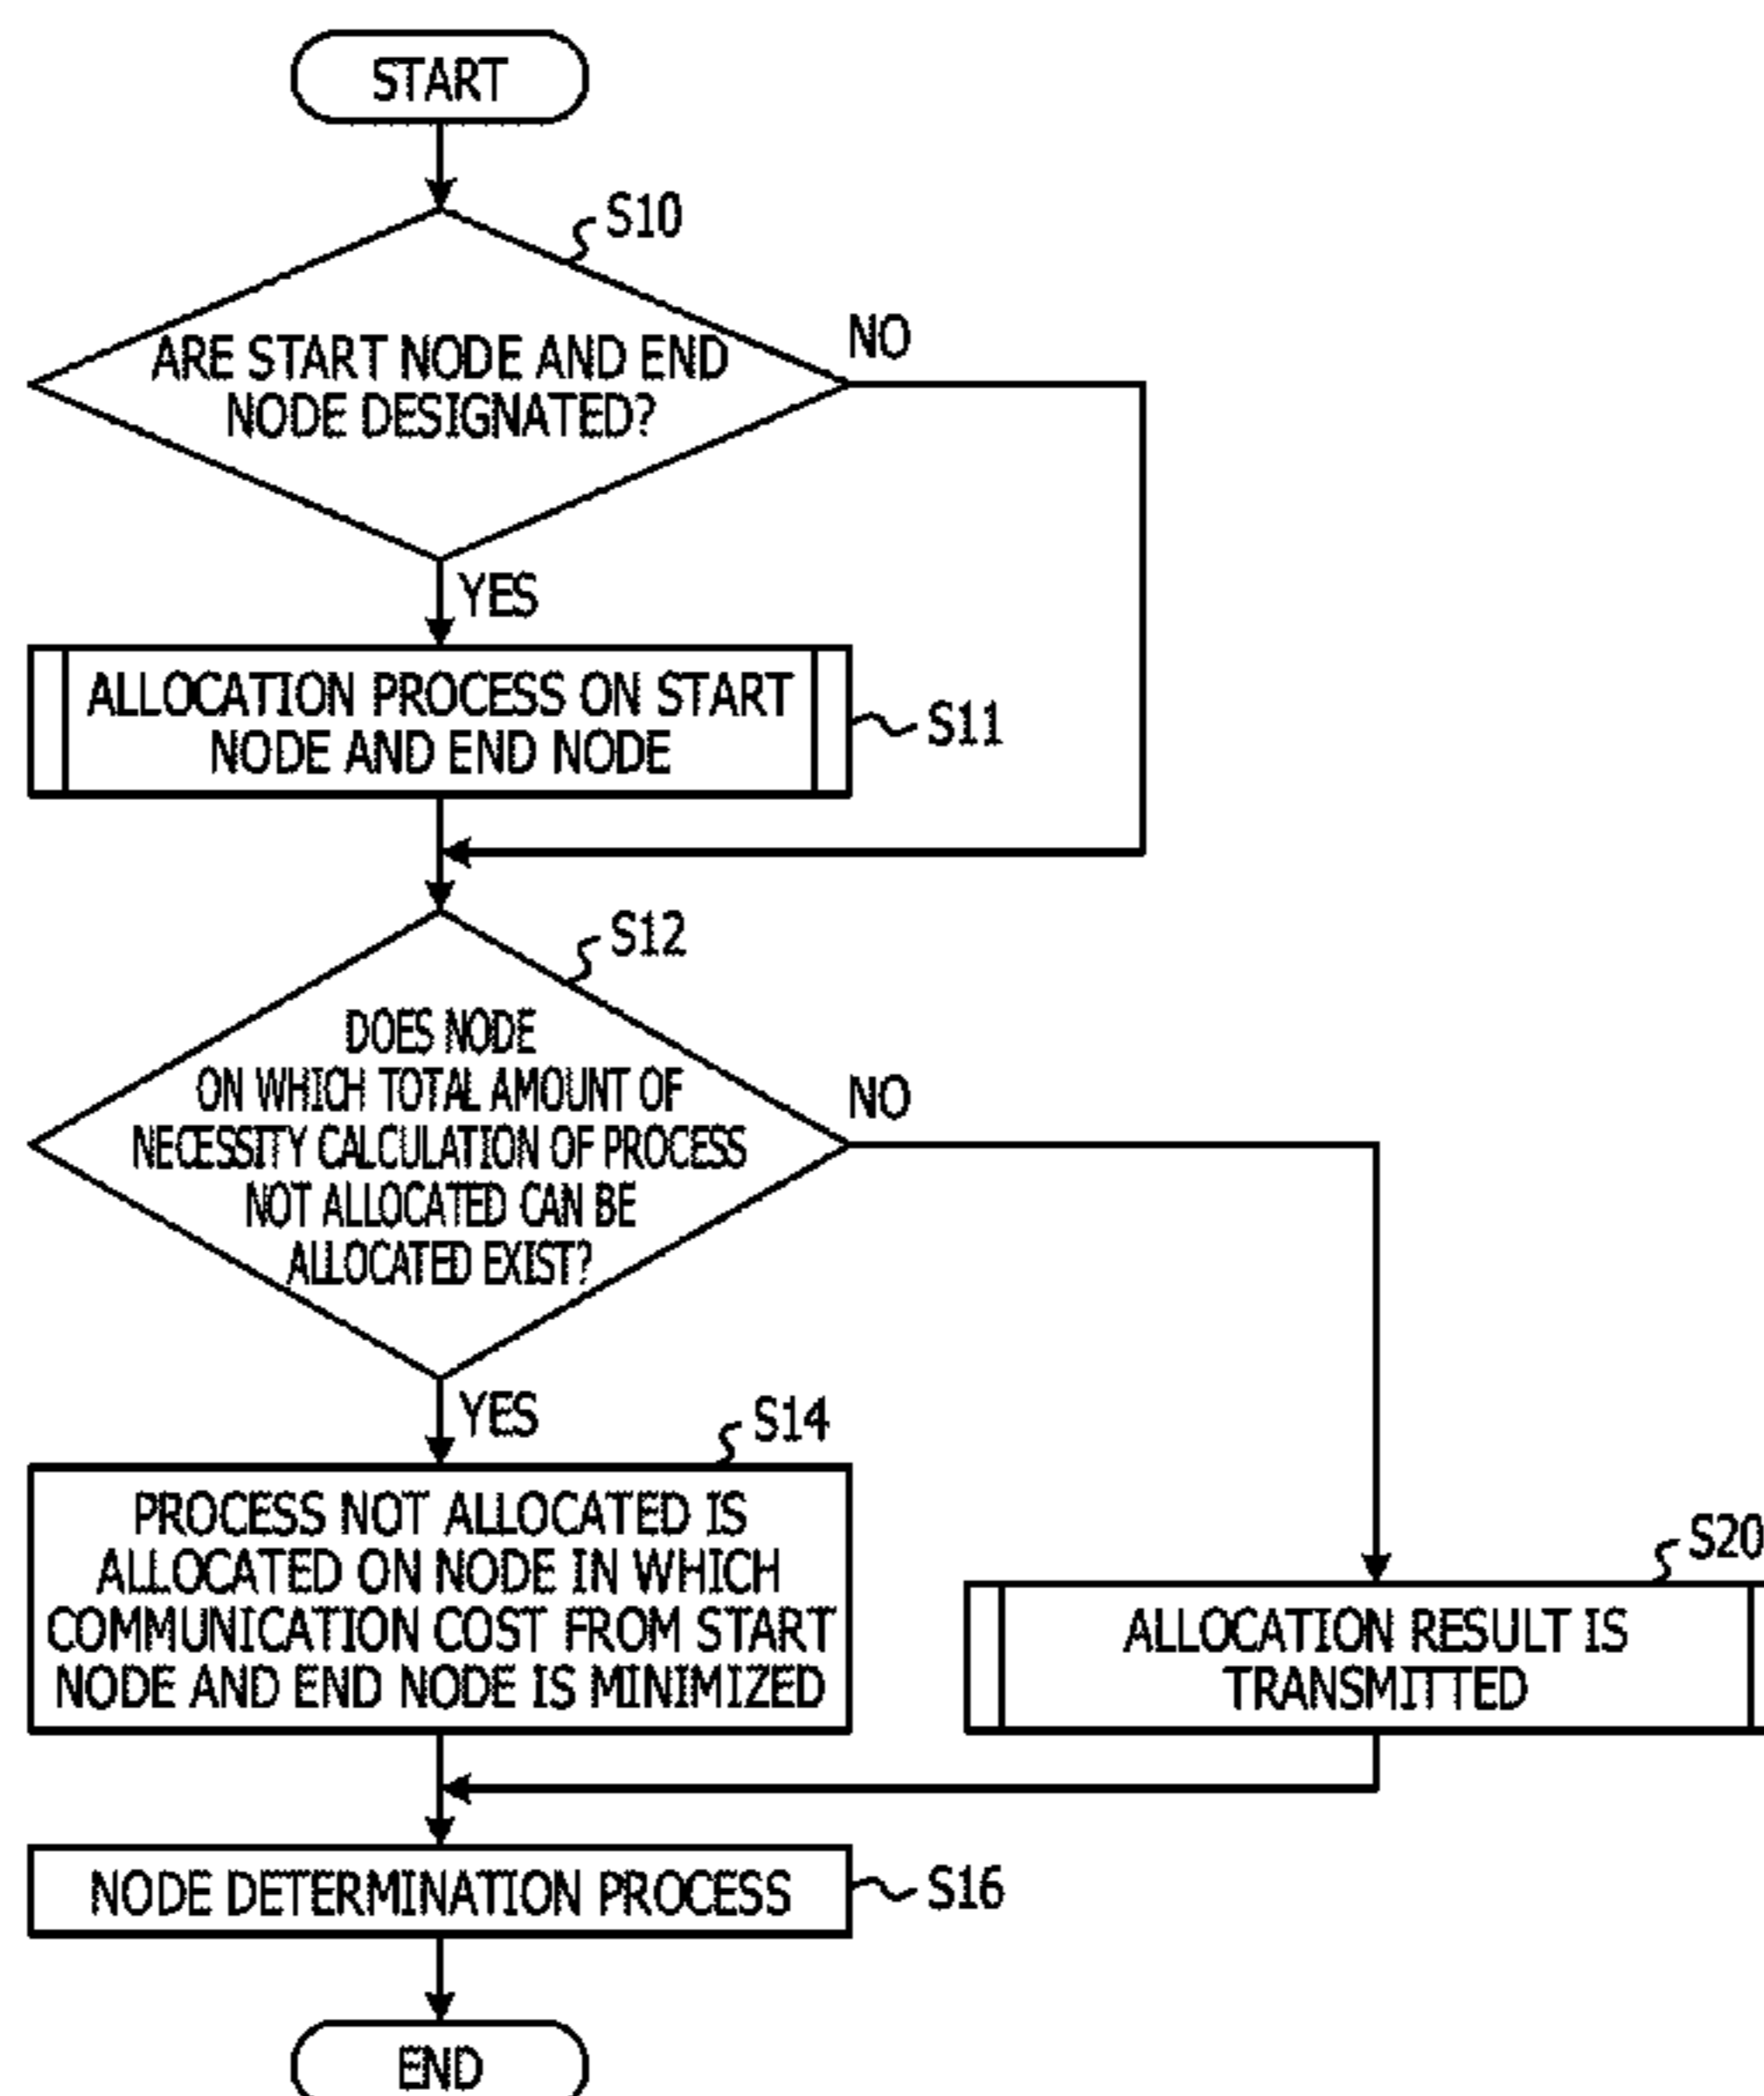 START
S10
ARE START NODE AND END
NODE DESIGNATED?
NO
YES
ALLOCATION PROCESS ON START
NODE AND END NODE
S11
S12
DOES NODE
ON WHICH TOTAL AMOUNT OF
NECESSITY CALCULATION OF PROCESS
NOT ALLOCATED CAN BE
ALLOCATED EXIST?
NO
YES
S14
PROCESS NOT ALLOCATED IS
ALLOCATED ON NODE IN WHICH
COMMUNICATION COST FROM START
NODE AND END NODE IS MINIMIZED
S20
ALLOCATION RESULT IS
TRANSMITTED
NODE DETERMINATION PROCESS
S16
END